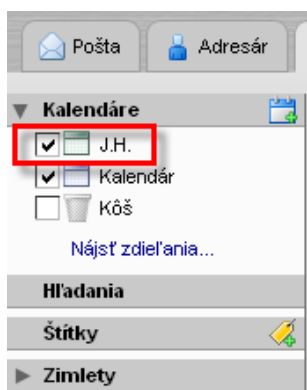 Pošta Adresár
Kalendáre
J.H.
Kalendár
Kôš
Nájsť zdieľania...
Hľadania
Štítky
Zimlety